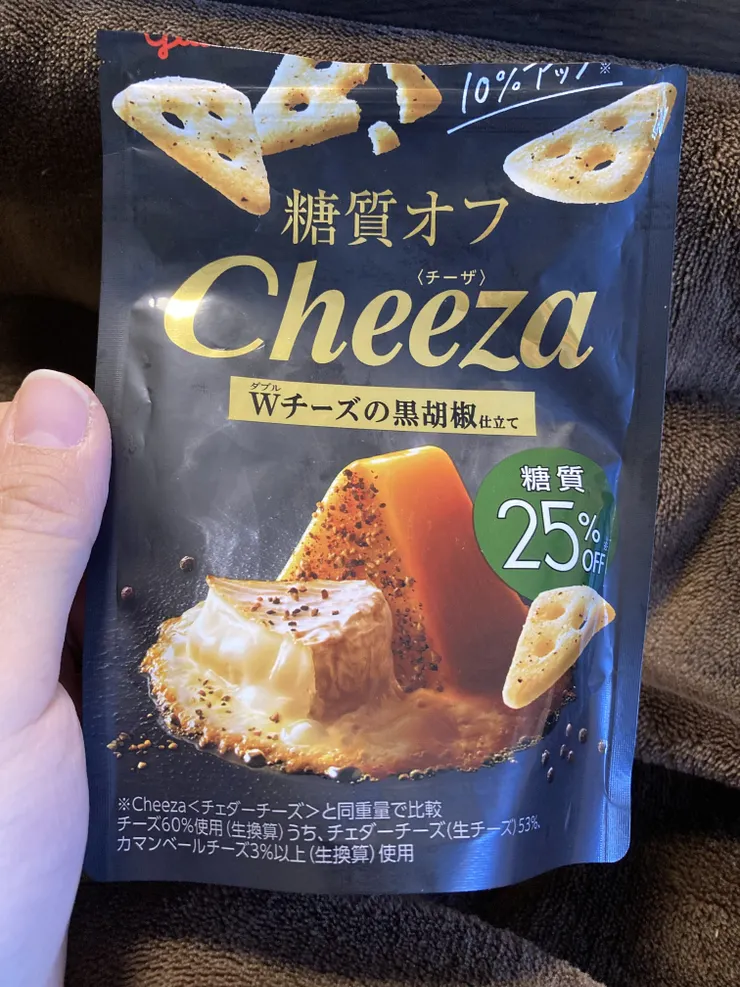 10%アップ※
糖質オフ
〈チーザ〉
Cheeza
ダブル
Wチーズの黒胡椒仕立て
糖質
25%
OFF
※Cheeza<チェダーチーズ>と同重量で比較
チーズ60%使用(生換算)うち、チェダーチーズ(生チーズ)53%、
カマンベールチーズ3%以上(生換算)使用